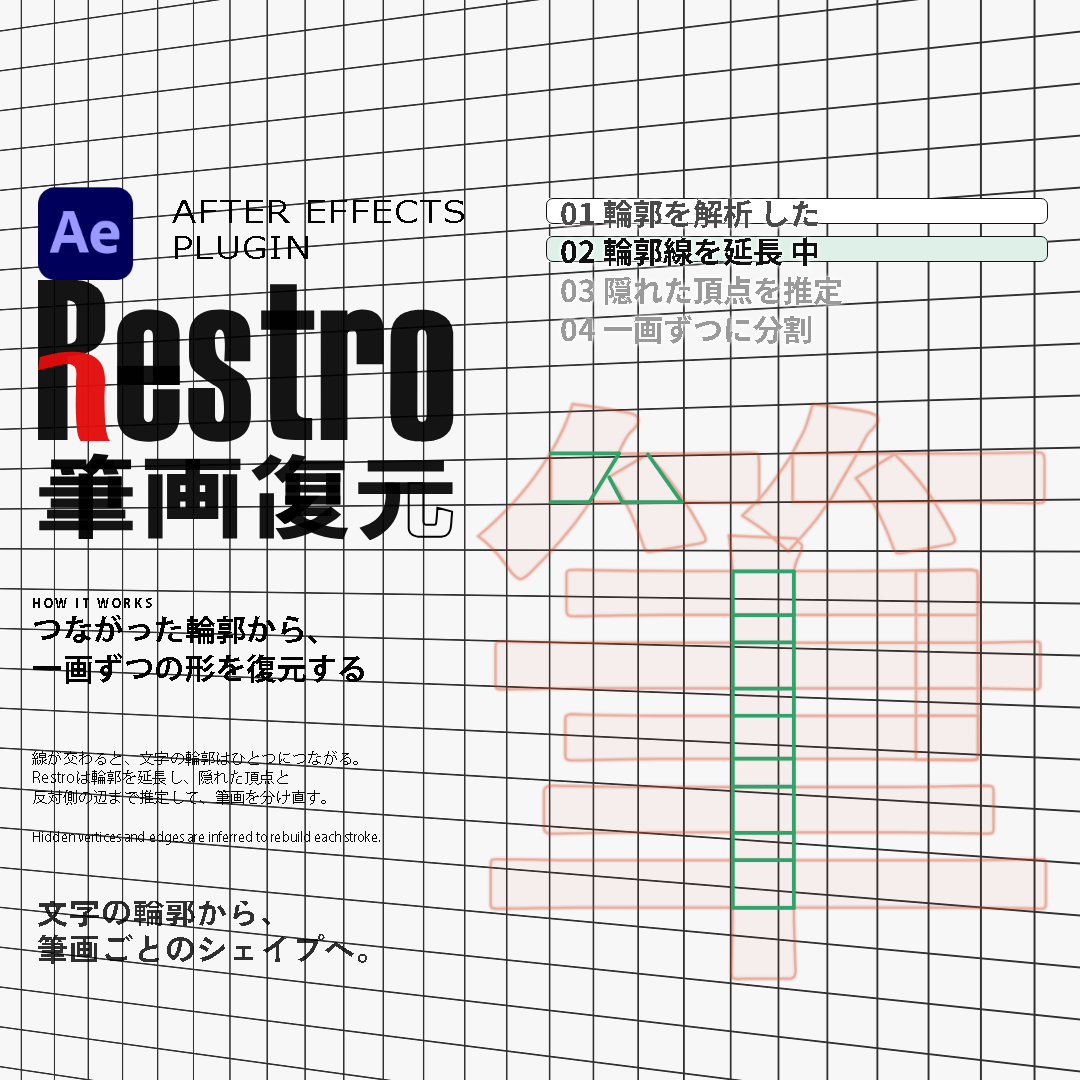 Ae
AFTER EFFECTS
PLUGIN
Restro
筆画復元
01 輪郭を解析 した
02 輪郭線を延長 中
03 隠れた頂点を推定
04 一画ずつに分割
HOW IT WORKS
つながった輪郭から、
一画ずつの形を復元する
線が交わると、文字の輪郭はひとつにつながる。
Restroは輪郭を延長し、隠れた頂点と
反対側の辺まで推定して、筆画を分け直す。
Hidden vertices and edges are inferred to rebuild each stroke.
文字の輪郭から、
筆画ごとのシェイプへ。
筆